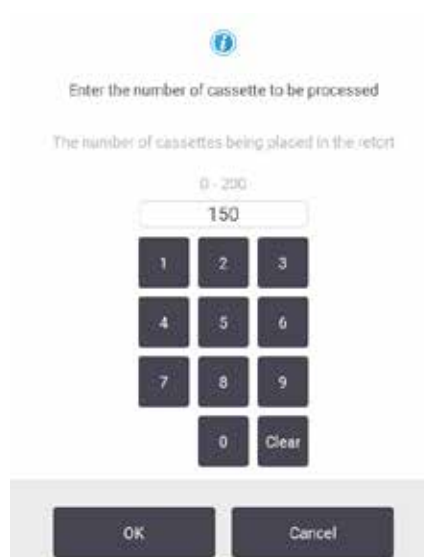 Enter the number of cassette to be processed
The number of cassettes being placed in the retort
0 - 200
150
1 2 3
4 5 6
7 8 9
0 Clear
OK Cancel